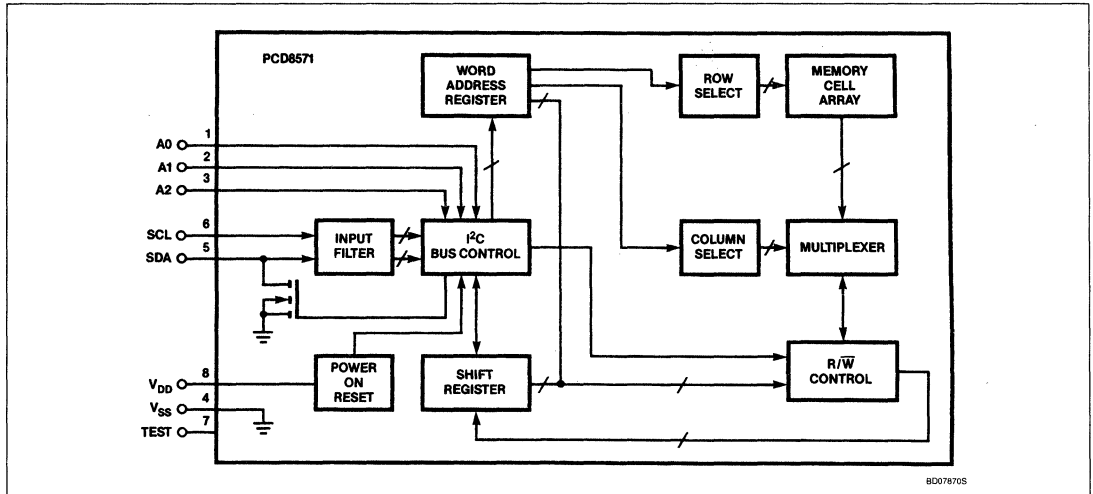 PCD8571
WORD
ADDRESS
REGISTER
ROW
SELECT
MEMORY
CELL
ARRAY
A0 1
A1 2
A2 3
SCL 6
SDA 5
INPUT
FILTER
I²C
BUS CONTROL
COLUMN
SELECT
MULTIPLEXER
POWER
ON
RESET
SHIFT
REGISTER
R/W̅
CONTROL
V_DD 8
V_SS 4
TEST 7
BD07870S